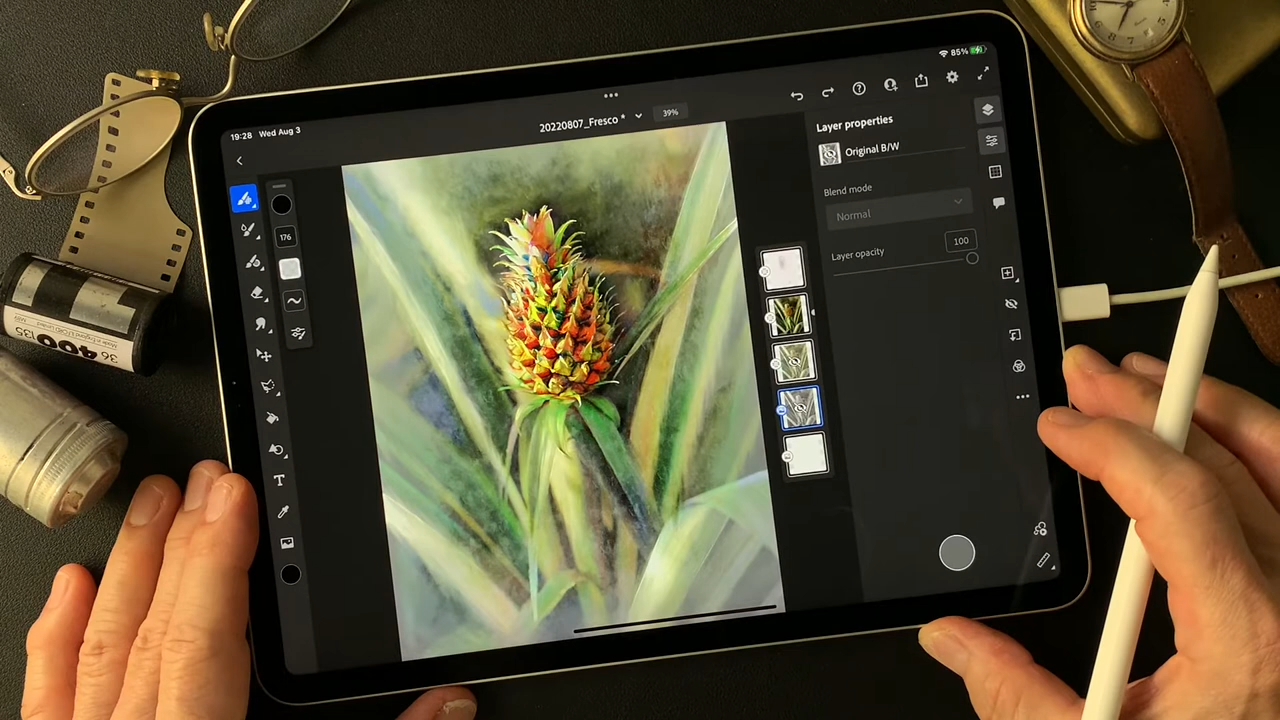 19:28 Wed Aug 3
85%
20220807_Fresco *
39%
Layer properties
Original B/W
Blend mode
Normal
Layer opacity
100
176
T
36
400
135